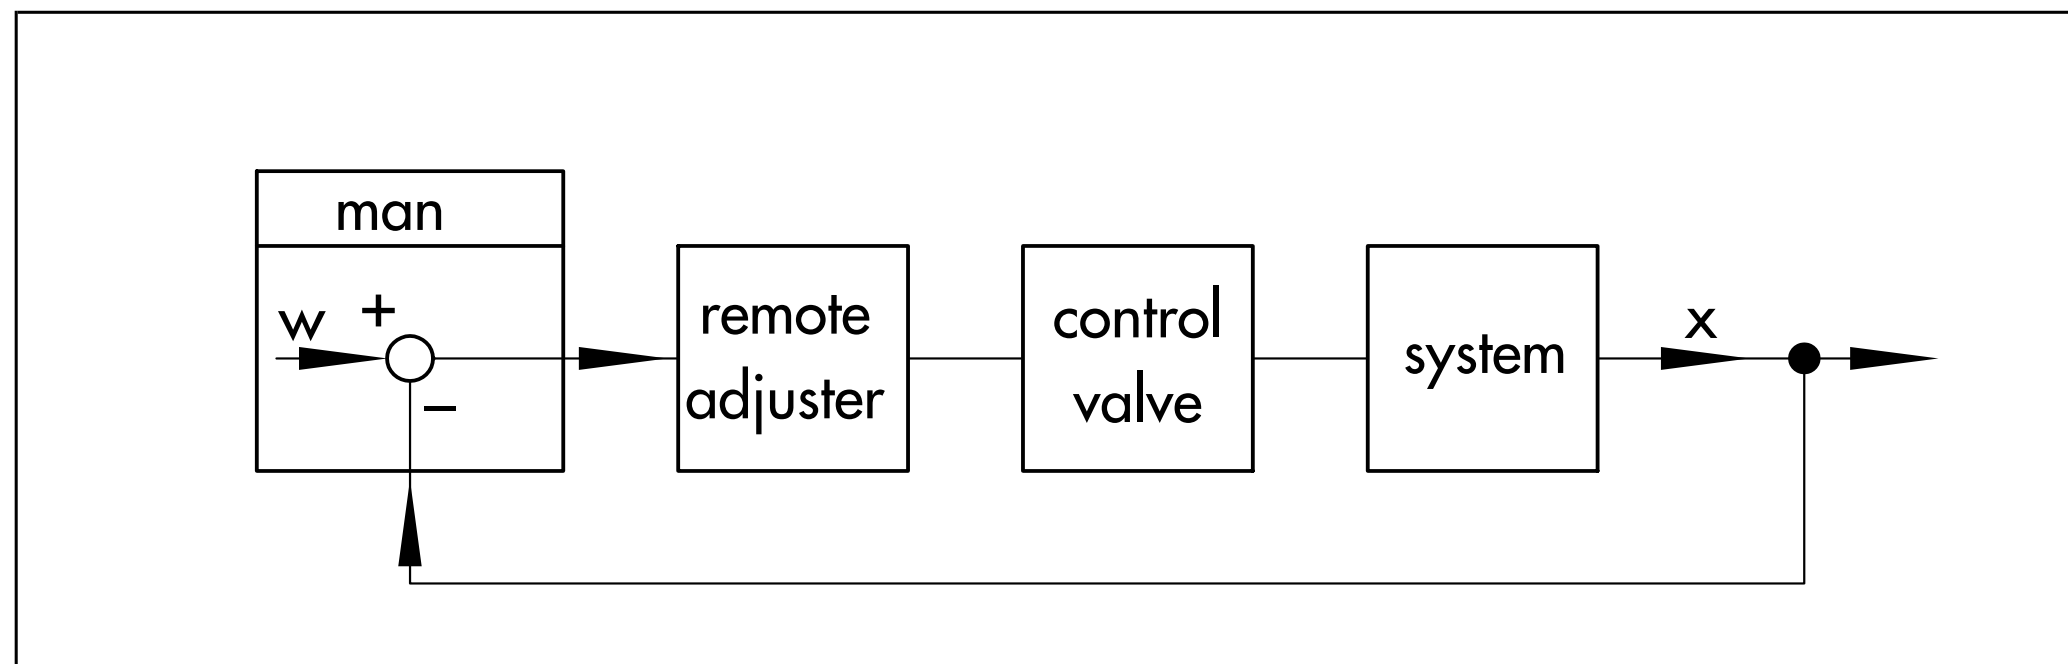 man
w
+
–
remote
adjuster
control
valve
system
x